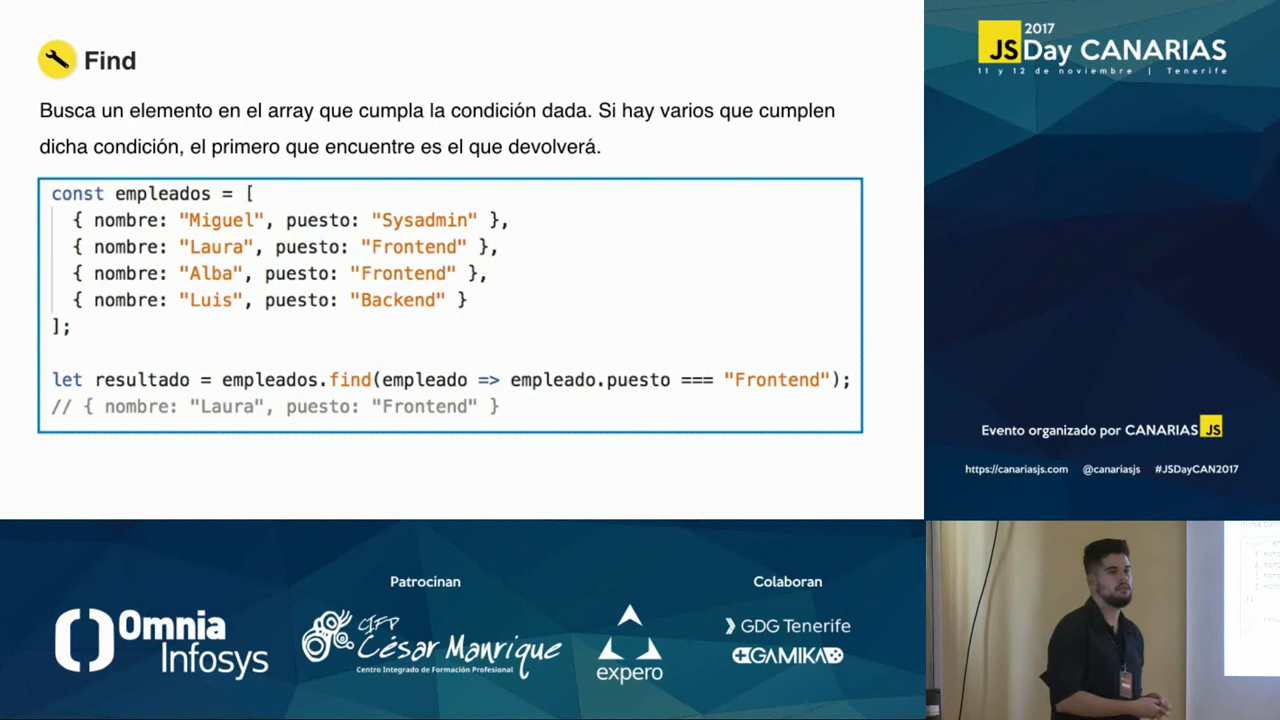 Find
Busca un elemento en el array que cumpla la condición dada. Si hay varios que cumplen
dicha condición, el primero que encuentre es el que devolverá.
const empleados = [
{ nombre: "Miguel", puesto: "Sysadmin" },
{ nombre: "Laura", puesto: "Frontend" },
{ nombre: "Alba", puesto: "Frontend" },
{ nombre: "Luis", puesto: "Backend" }
];
let resultado = empleados.find(empleado => empleado.puesto === "Frontend");
// { nombre: "Laura", puesto: "Frontend" }
2017
JSDay CANARIAS
11 y 12 de noviembre | Tenerife
Evento organizado por CANARIAS JS
https://canariasjs.com @canariasjs #JSDayCAN2017
Patrocinan
Omnia
Infosys
CIFP
César Manrique
Centro Integrado de Formación Profesional
expero
Colaboran
GDG Tenerife
GAMIKA